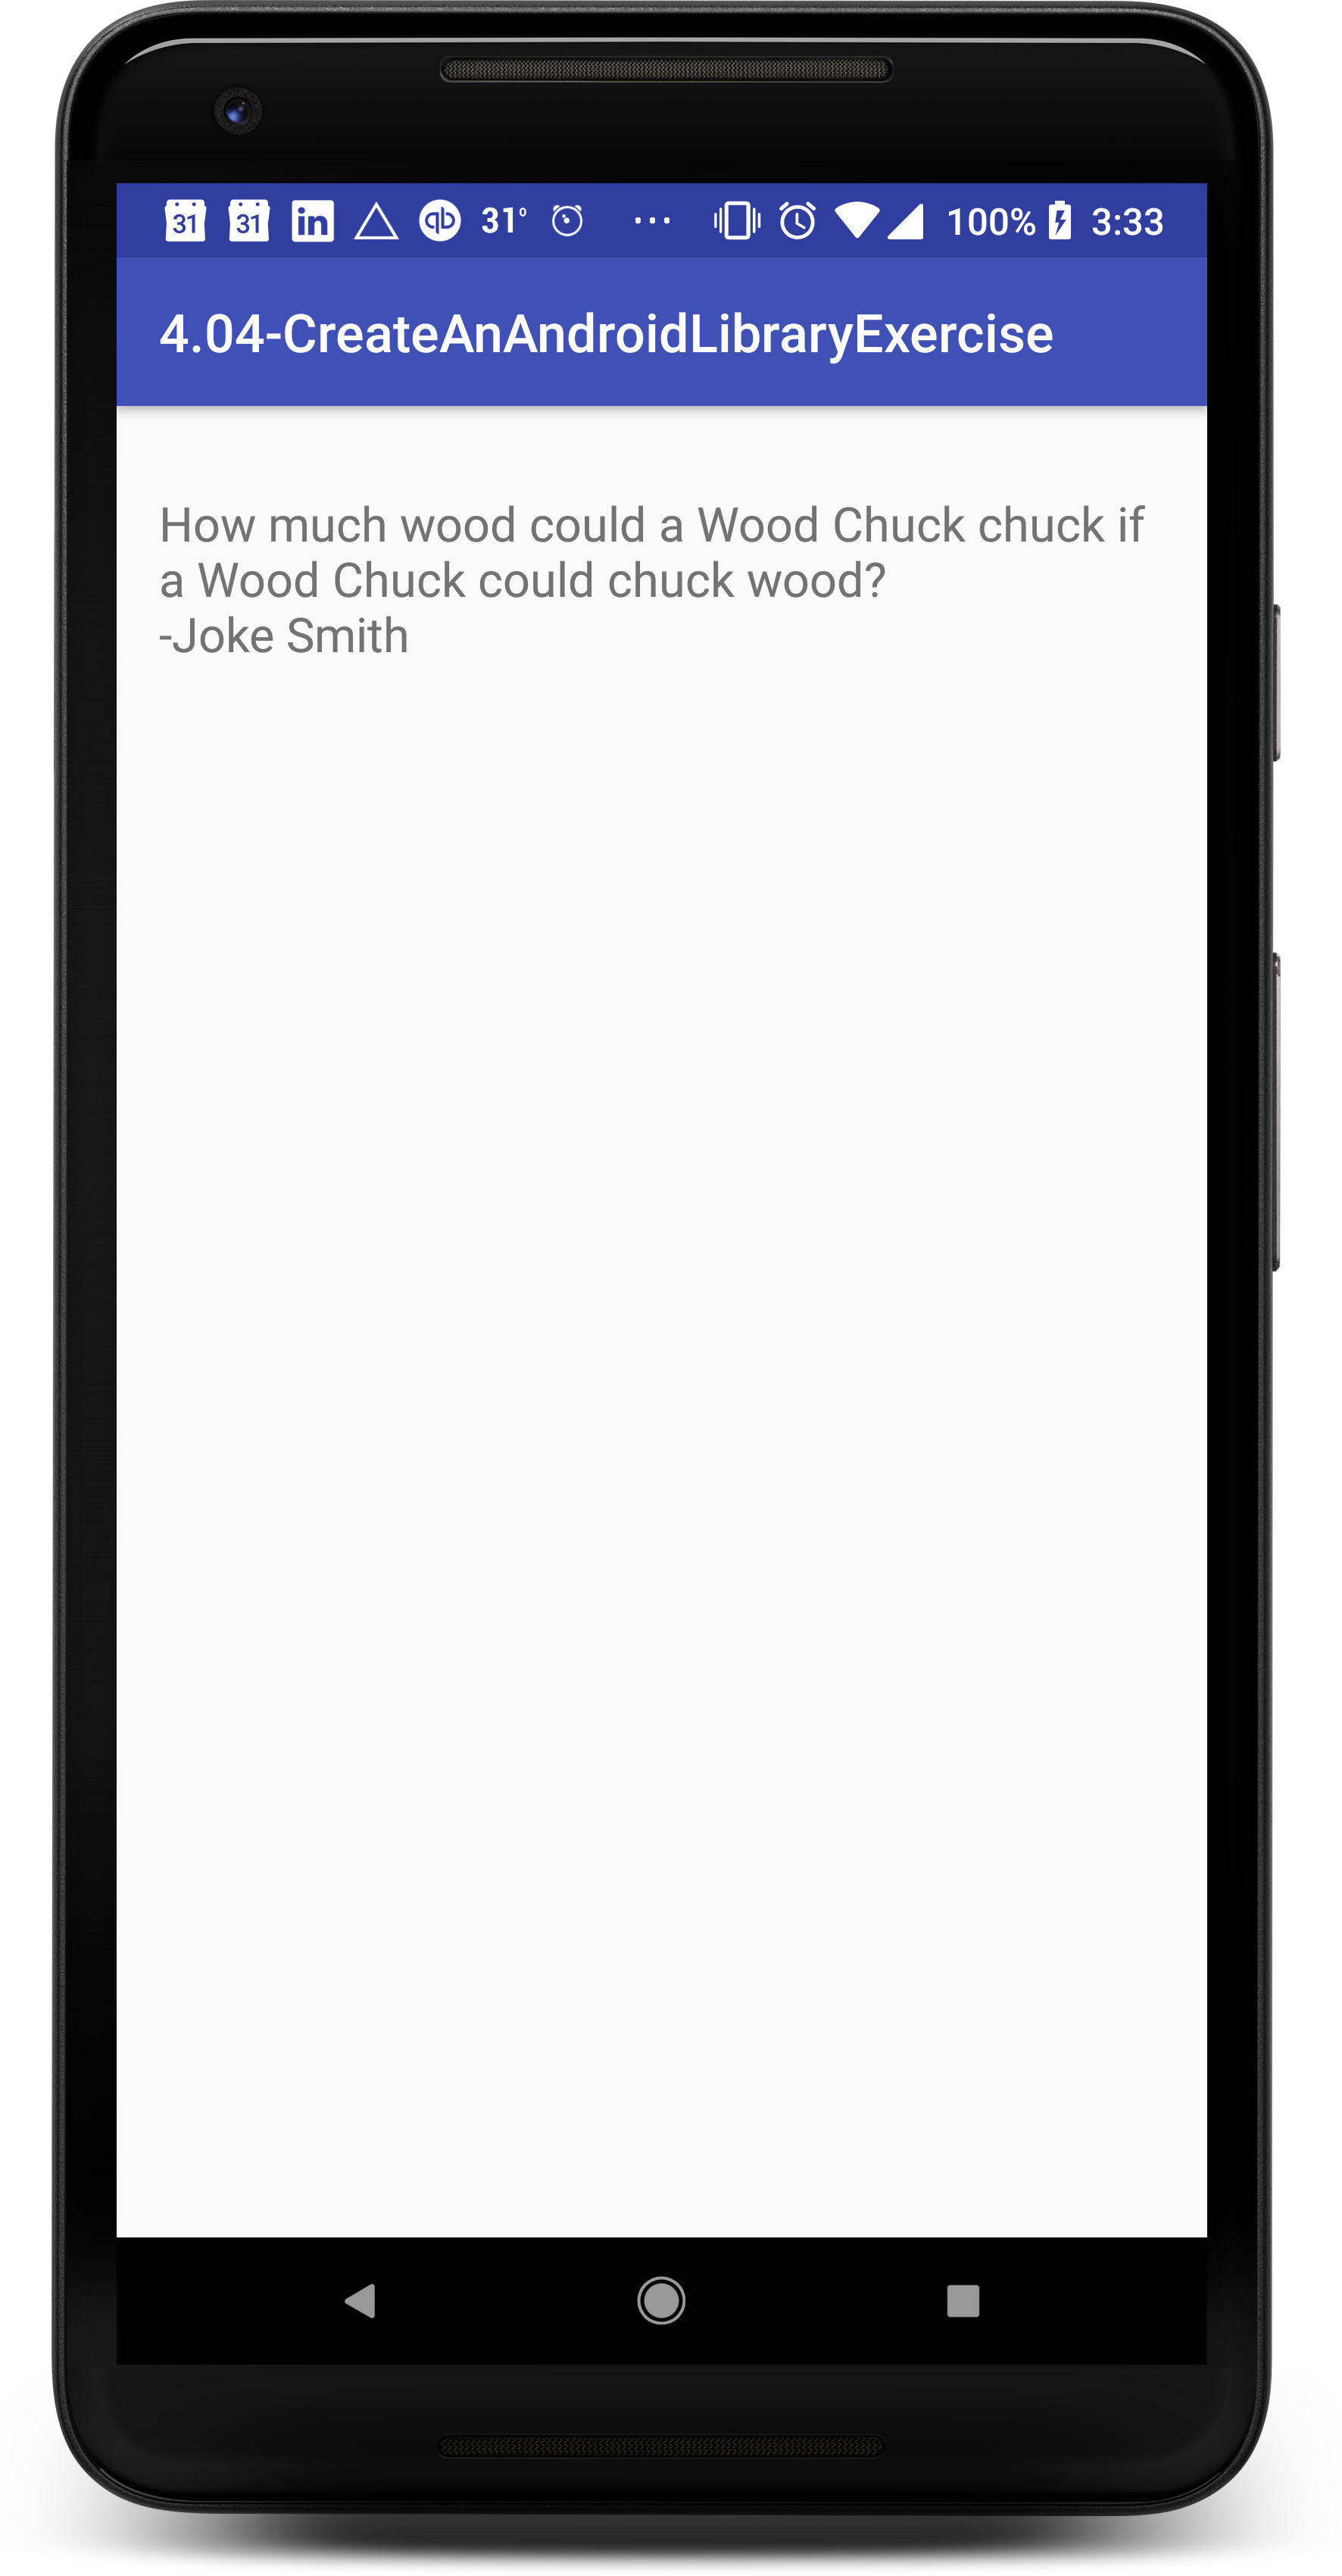 31 31 in qb 31° ... 100% 3:33
4.04-CreateAnAndroidLibraryExercise
How much wood could a Wood Chuck chuck if
a Wood Chuck could chuck wood?
-Joke Smith